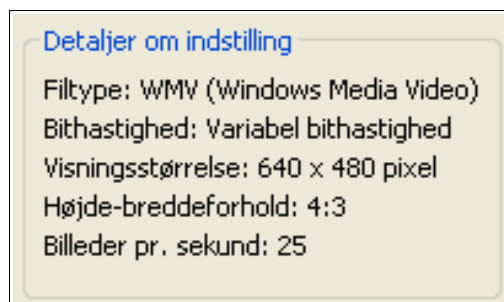 Detaljer om indstilling
Filtype: WMV (Windows Media Video)
Bithastighed: Variabel bithastighed
Visningsstørrelse: 640 x 480 pixel
Højde-breddeforhold: 4:3
Billeder pr. sekund: 25